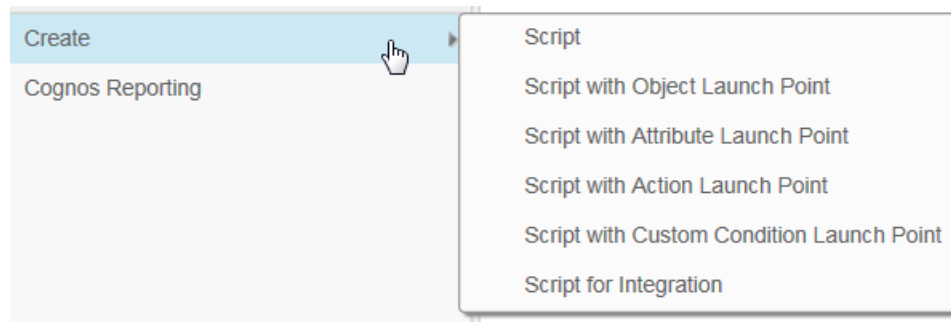 Create
Cognos Reporting
Script
Script with Object Launch Point
Script with Attribute Launch Point
Script with Action Launch Point
Script with Custom Condition Launch Point
Script for Integration